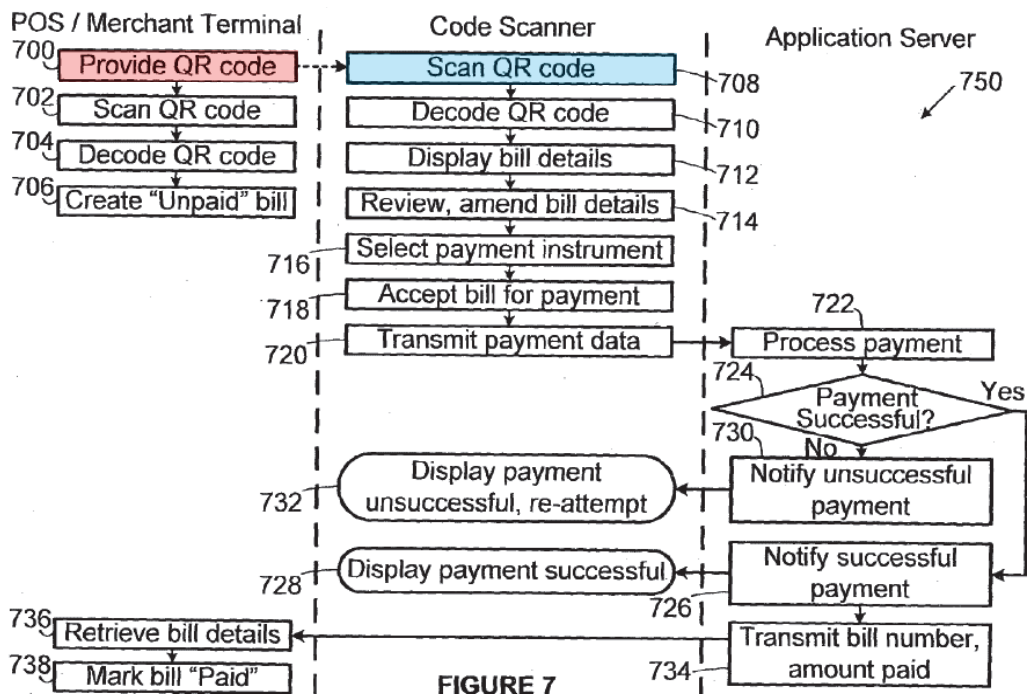 POS / Merchant Terminal
Code Scanner
Application Server
700
Provide QR code
Scan QR code
708
750
702
Scan QR code
Decode QR code
710
704
Decode QR code
Display bill details
712
706
Create “Unpaid” bill
Review, amend bill details
714
716
Select payment instrument
718
Accept bill for payment
720
Transmit payment data
722
Process payment
724
Payment
Successful?
Yes
No
730
Notify unsuccessful
payment
Display payment
unsuccessful, re-attempt
732
Notify successful
payment
726
Display payment successful
728
736
Retrieve bill details
Transmit bill number,
amount paid
734
738
Mark bill “Paid”
FIGURE 7